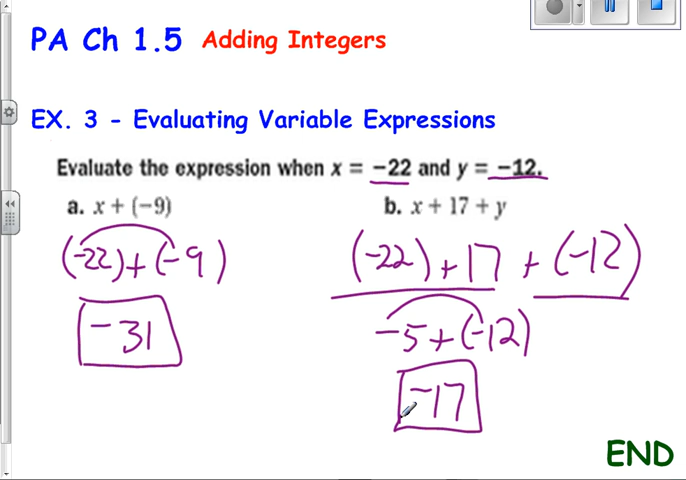 PA Ch 1.5 Adding Integers
EX. 3 - Evaluating Variable Expressions
Evaluate the expression when x = −22 and y = −12.
a. x + (−9) b. x + 17 + y
(-22)+(-9) (-22)+17 +(-12)
-31 -5+(-12)
-17
END